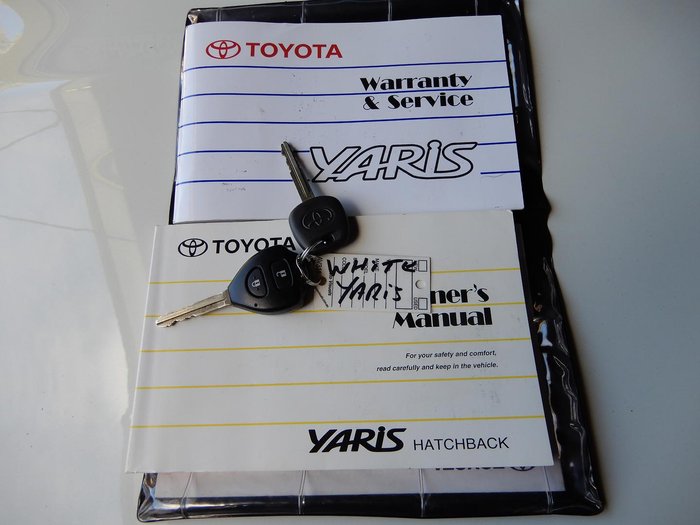 TOYOTA
Warranty
& Service
YARiS
TOYOTA
WHITE
YARIS
ner's
Manual
For your safety and comfort,
read carefully and keep in the vehicle.
YARiS HATCHBACK
TOYOTA